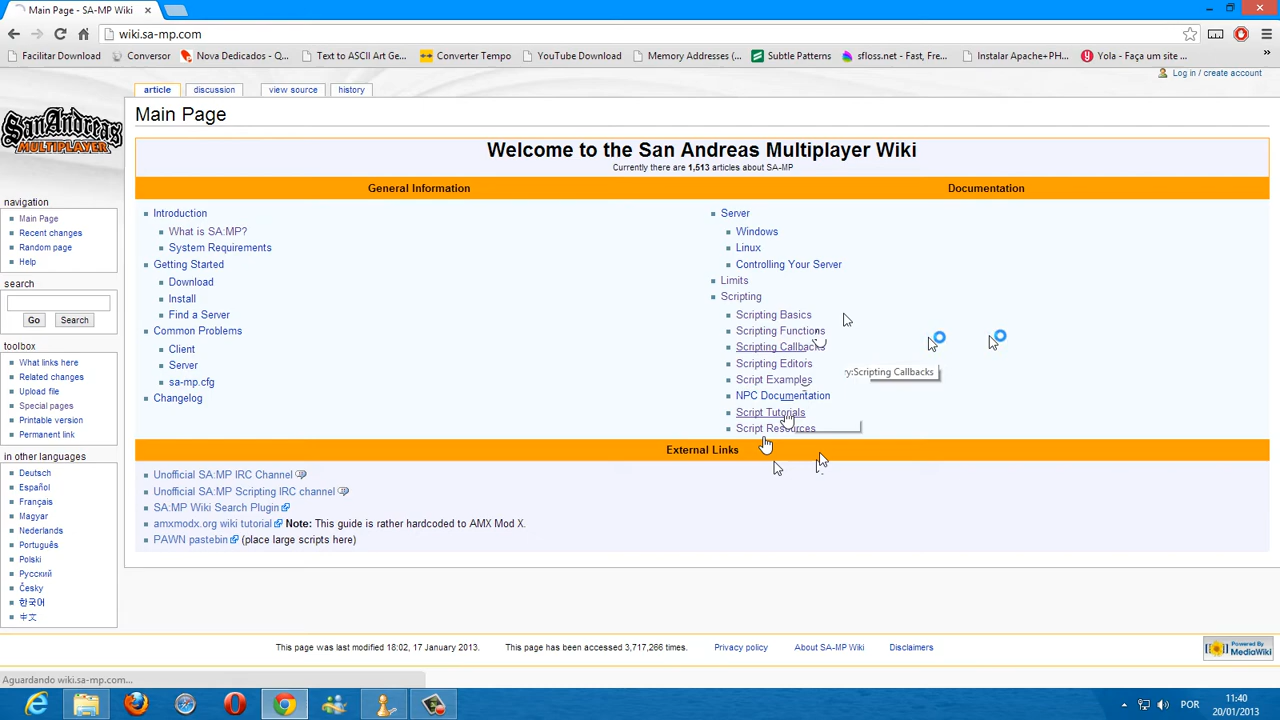 Main Page - SA-MP Wiki
wiki.sa-mp.com
Facilitar Download
Conversor
Nova Dedicados - Q...
Text to ASCII Art Ge...
Converter Tempo
YouTube Download
Memory Addresses (...
Subtle Patterns
sfloss.net - Fast, Fre...
Instalar Apache+PH...
Yola - Faça um site ...
Log in / create account
article
discussion
view source
history
Main Page
SanAndreas
MULTIPLAYER
Welcome to the San Andreas Multiplayer Wiki
Currently there are 1,513 articles about SA-MP
General Information
Documentation
navigation
Main Page
Recent changes
Random page
Help
search
Go
Search
toolbox
What links here
Related changes
Upload file
Special pages
Printable version
Permanent link
in other languages
Deutsch
Español
Français
Magyar
Nederlands
Português
Polski
Русский
Česky
한국어
中文
Introduction
What is SA:MP?
System Requirements
Getting Started
Download
Install
Find a Server
Common Problems
Client
Server
sa-mp.cfg
Changelog
Server
Windows
Linux
Controlling Your Server
Limits
Scripting
Scripting Basics
Scripting Functions
Scripting Callbacks
Scripting Editors
Script Examples
NPC Documentation
Script Tutorials
Script Resources
y:Scripting Callbacks
External Links
Unofficial SA:MP IRC Channel
Unofficial SA:MP Scripting IRC channel
SA:MP Wiki Search Plugin
amxmodx.org wiki tutorial Note: This guide is rather hardcoded to AMX Mod X.
PAWN pastebin (place large scripts here)
This page was last modified 18:02, 17 January 2013.
This page has been accessed 3,717,266 times.
Privacy policy
About SA-MP Wiki
Disclaimers
Powered By
MediaWiki
Aguardando wiki.sa-mp.com...
POR
11:40
20/01/2013